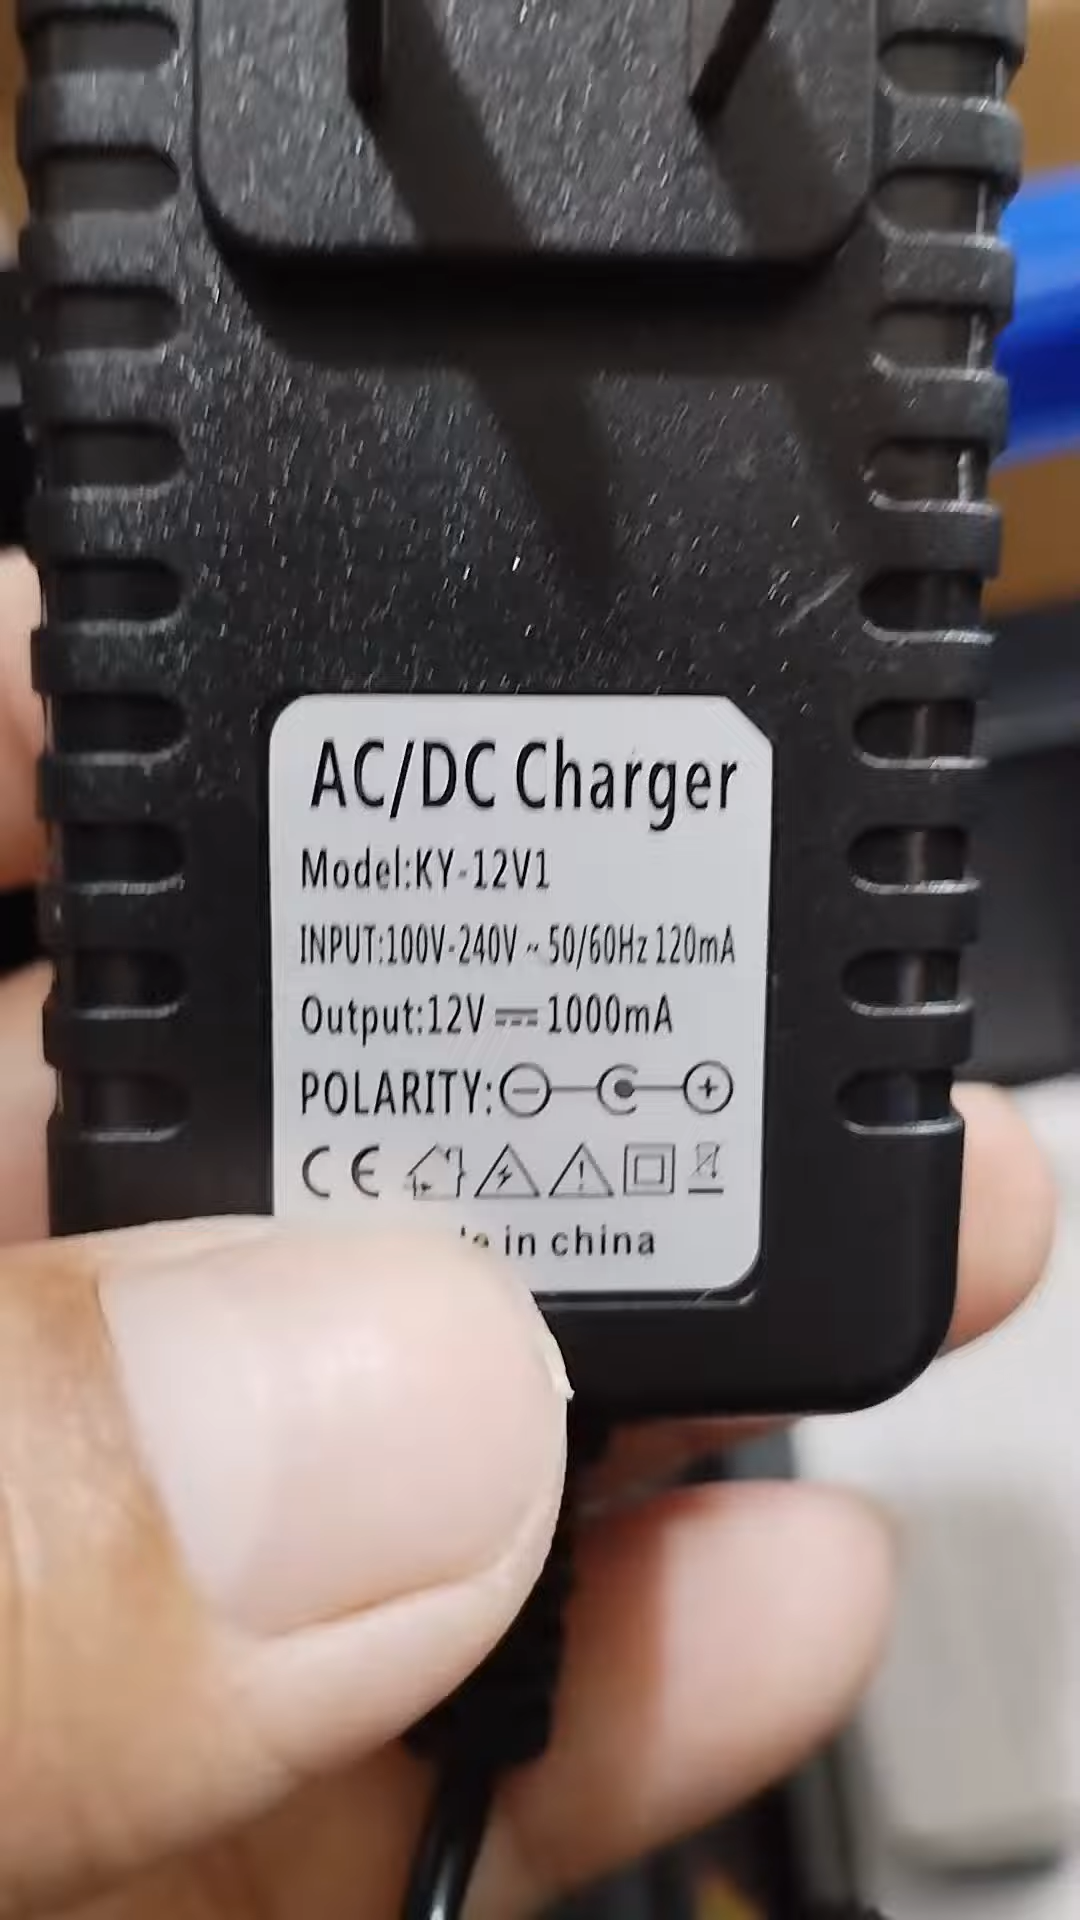 AC/DC Charger
Model:KY-12V1
INPUT:100V-240V ~ 50/60Hz 120mA
Output:12V ⎓ 1000mA
POLARITY:
CE
in china